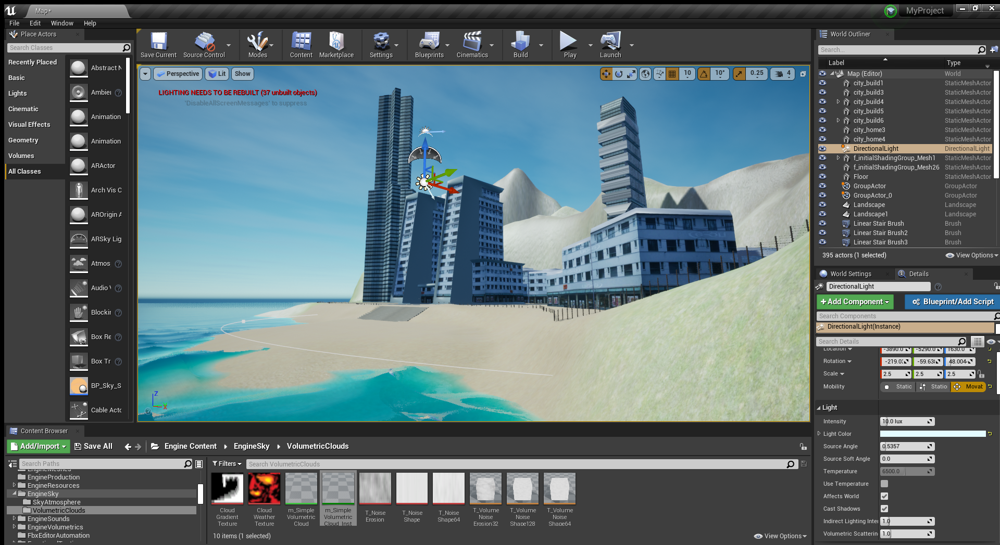 Map*
MyProject
File Edit Window Help
Place Actors
Search Classes
Recently Placed
Basic
Lights
Cinematic
Visual Effects
Geometry
Volumes
All Classes
Abstract N
Ambier
Animation
Animation
ARActor
Arch Vis C
AROrigin A
ARSky Lig
Atmos
Audio V
Blockin
Box Re
Box Tr
BP_Sky_S
Cable Acto
Save Current Source Control Modes Content Marketplace Settings Blueprints Cinematics Build Play Launch
Perspective Lit Show
10 10° 0.25 4
LIGHTING NEEDS TO BE REBUILT (37 unbuilt objects)
'DisableAllScreenMessages' to suppress
Z
X
World Outliner
Search...
Label Type
Map (Editor) World
city_build1 StaticMeshActor
city_build3 StaticMeshActor
city_build4 StaticMeshActor
city_build5 StaticMeshActor
city_build6 StaticMeshActor
city_home3 StaticMeshActor
city_home4 StaticMeshActor
DirectionalLight DirectionalLight
f_initialShadingGroup_Mesh1 StaticMeshActor
f_initialShadingGroup_Mesh26 StaticMeshActor
Floor StaticMeshActor
GroupActor GroupActor
GroupActor_0 GroupActor
Landscape Landscape
Landscape1 Landscape
Linear Stair Brush Brush
Linear Stair Brush2 Brush
Linear Stair Brush3 Brush
395 actors (1 selected) View Options
World Settings Details
DirectionalLight
+Add Component Blueprint/Add Script
Search Components
DirectionalLight(Instance)
Search Details
Location -3890.0 -5290.0 1630.0
Rotation -219.03 -59.638 48.004
Scale 2.5 2.5 2.5
Mobility Static Statio Movab
Light
Intensity 10.0 lux
Light Color
Source Angle 0.5357
Source Soft Angle 0.0
Temperature 6500.0
Use Temperature
Affects World
Cast Shadows
Indirect Lighting Inte 1.0
Volumetric Scatterin 1.0
Content Browser
Add/Import Save All Engine Content EngineSky VolumetricClouds
Search Paths
Filters Search VolumetricClouds
EngineMeshes
EngineProduction
EngineResources
EngineSky
SkyAtmosphere
VolumetricClouds
EngineSounds
EngineVolumetrics
FbxEditorAutomation
Cloud Gradient Texture
Cloud Weather Texture
m_Simple Volumetric Cloud
m_Simple Volumetric Cloud_Inst
T_Noise Erosion
T_Noise Shape
T_Noise Shape64
T_Volume Noise Erosion32
T_Volume Noise Shape128
T_Volume Noise Shape64
10 items (1 selected) View Options